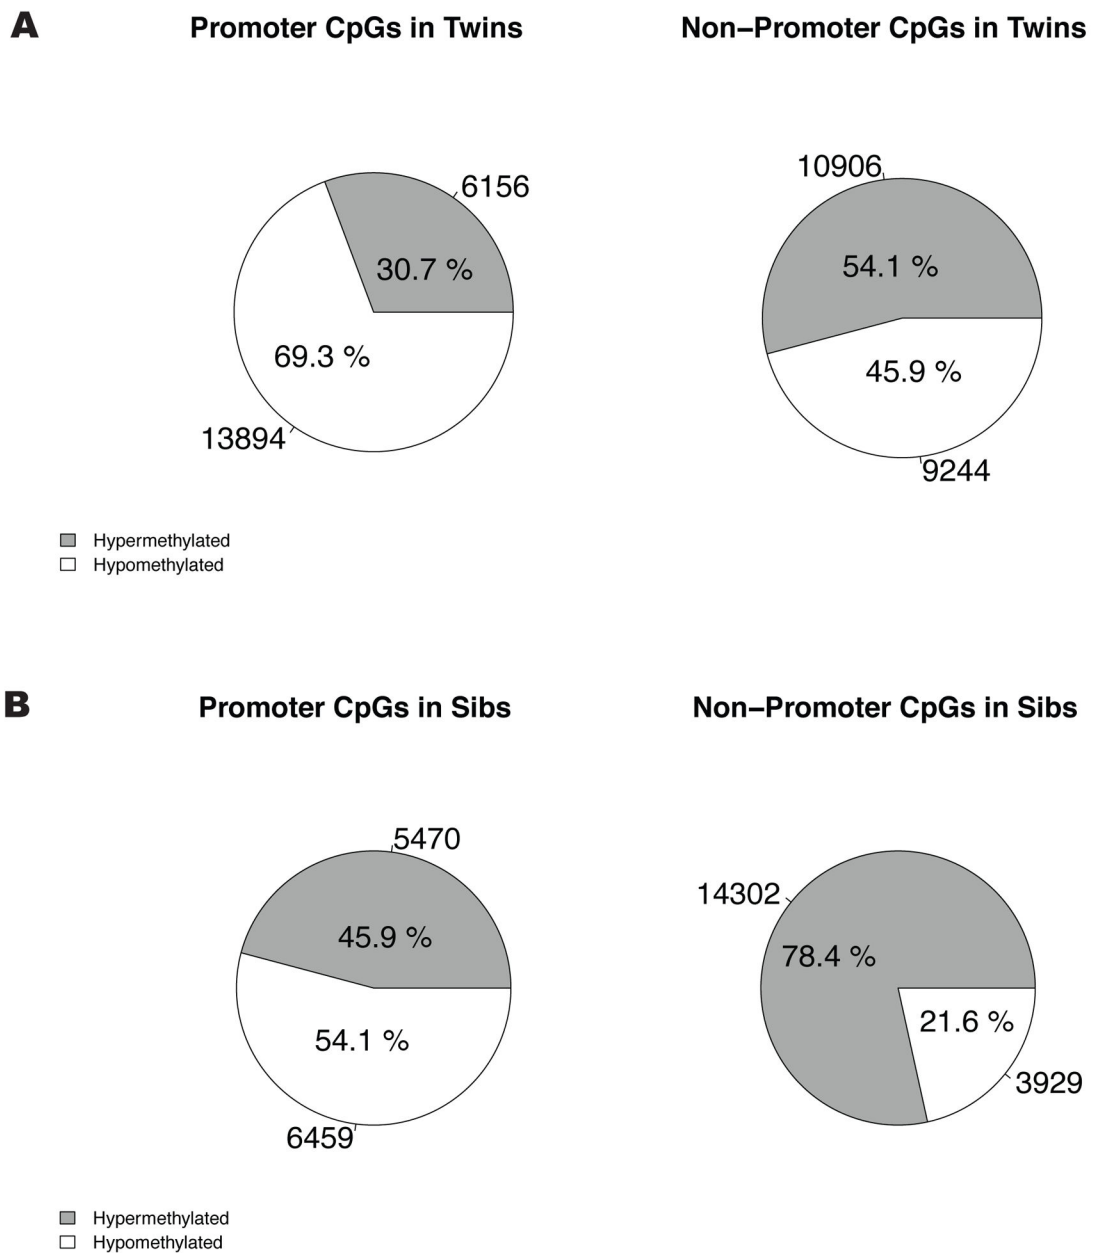 A
Promoter CpGs in Twins
Non–Promoter CpGs in Twins
6156
30.7 %
69.3 %
13894
10906
54.1 %
45.9 %
9244
Hypermethylated
Hypomethylated
B
Promoter CpGs in Sibs
Non–Promoter CpGs in Sibs
5470
45.9 %
54.1 %
6459
14302
78.4 %
21.6 %
3929
Hypermethylated
Hypomethylated